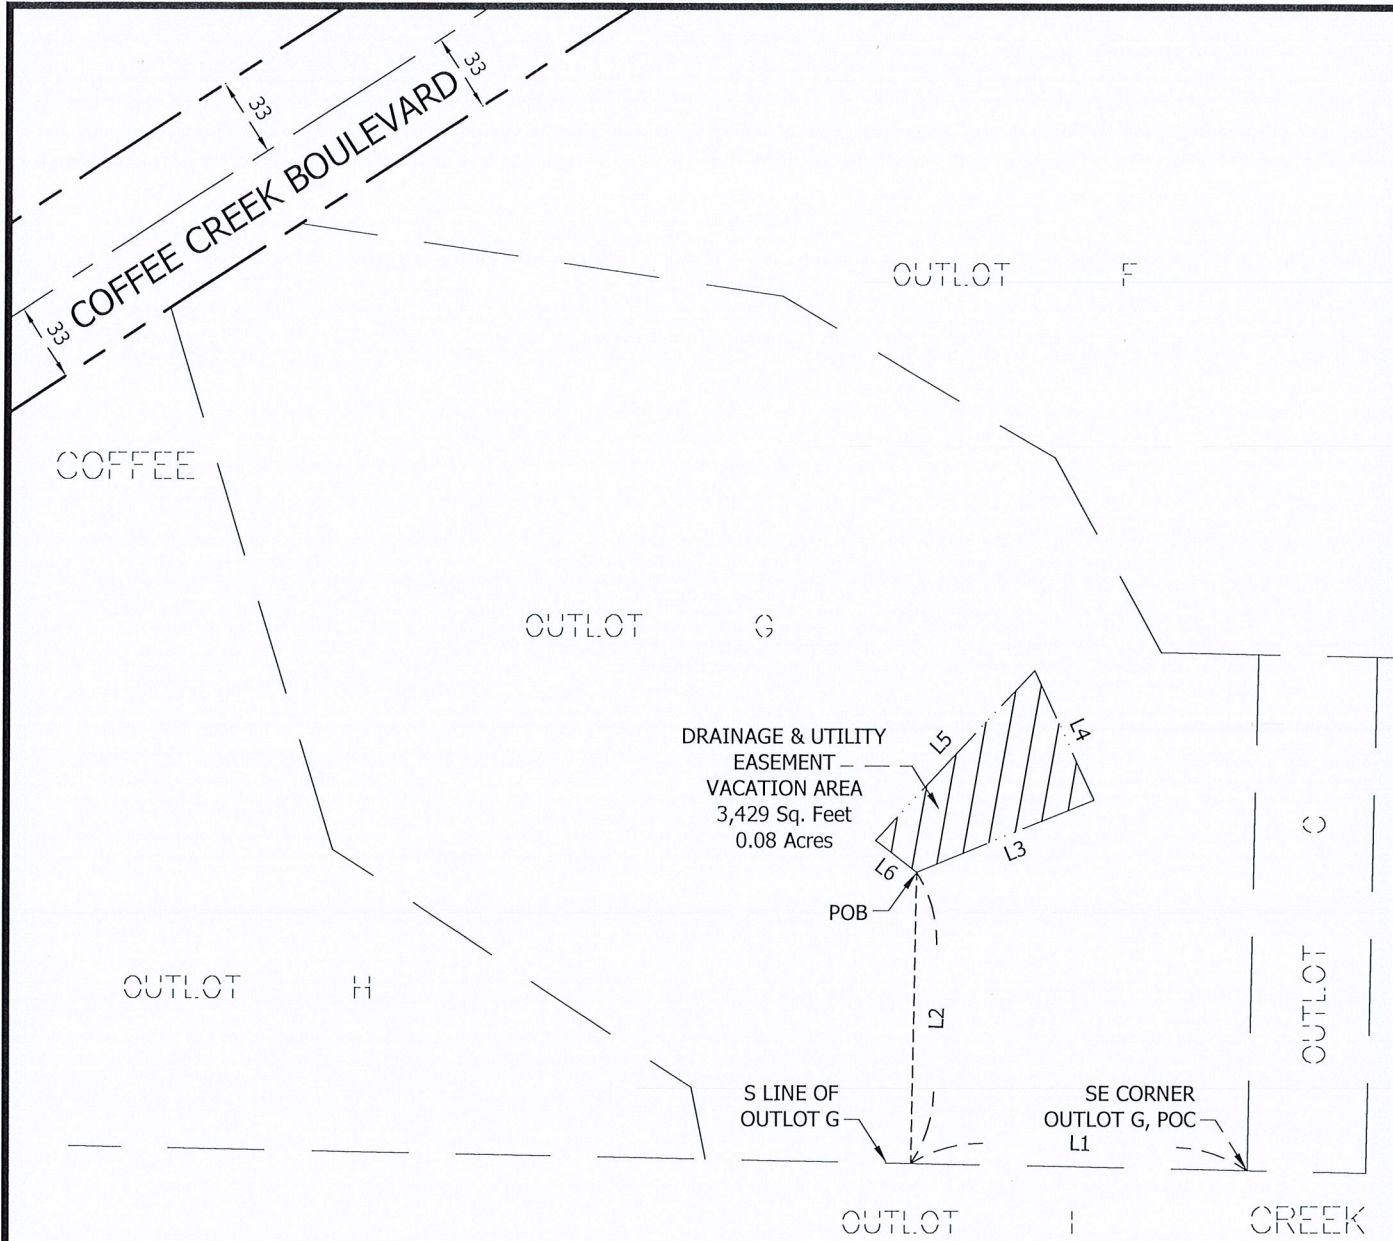 33
33
COFFEE CREEK BOULEVARD
33
OUTLOT F
COFFEE
OUTLOT G
DRAINAGE & UTILITY
EASEMENT
VACATION AREA
3,429 Sq. Feet
0.08 Acres
L5
L4
L3
L6
POB
OUTLOT C
OUTLOT H
L2
S LINE OF
OUTLOT G
SE CORNER
OUTLOT G, POC
L1
OUTLOT I
CREEK